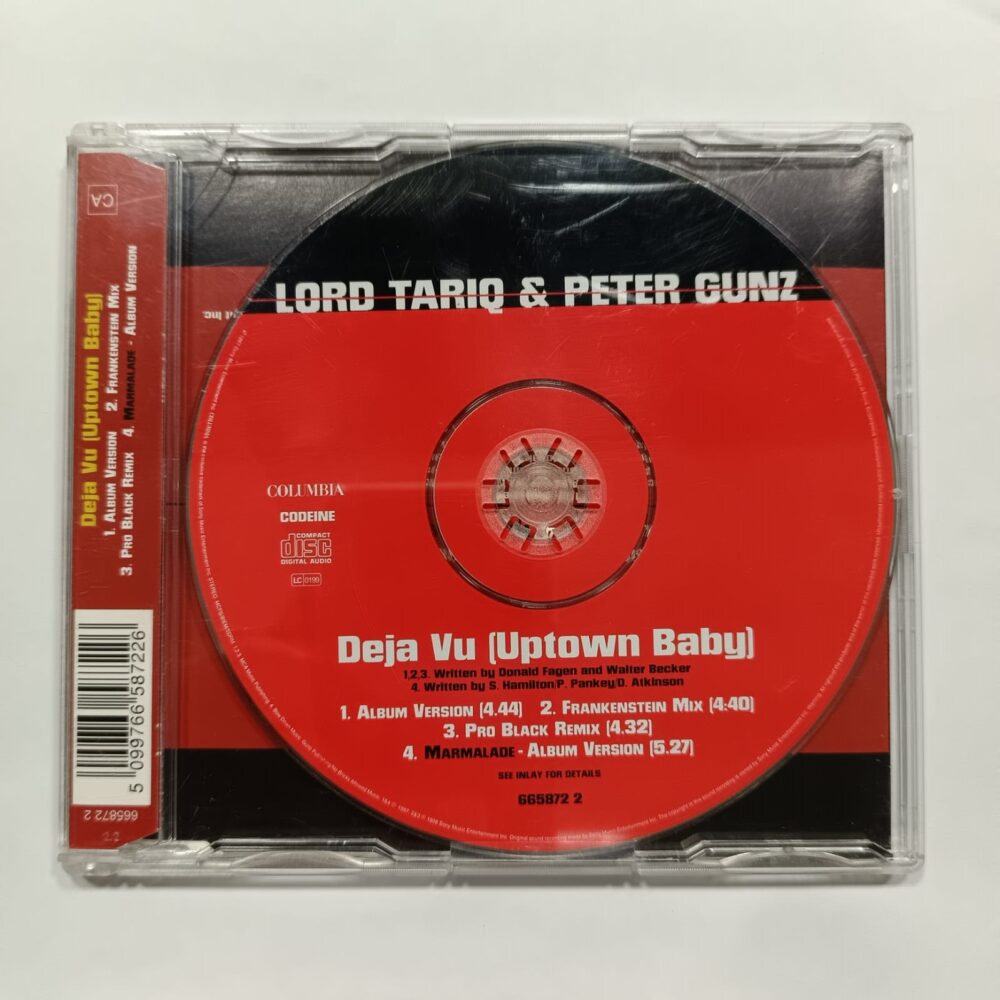 CA
Deja Vu (Uptown Baby)
1. Album Version 2. Frankenstein Mix
3. Pro Black Remix 4. Marmalade - Album Version
5 099766 587226
665872 2
LORD TARIQ & PETER GUNZ
COLUMBIA
CODEINE
COMPACT
disc
DIGITAL AUDIO
LC 0199
Deja Vu (Uptown Baby)
1,2,3. Written by Donald Fagen and Walter Becker
4. Written by S. Hamilton/P. Pankey/D. Atkinson
1. Album Version (4.44) 2. Frankenstein Mix (4:40)
3. Pro Black Remix (4.32)
4. Marmalade - Album Version (5.27)
SEE INLAY FOR DETAILS
665872 2